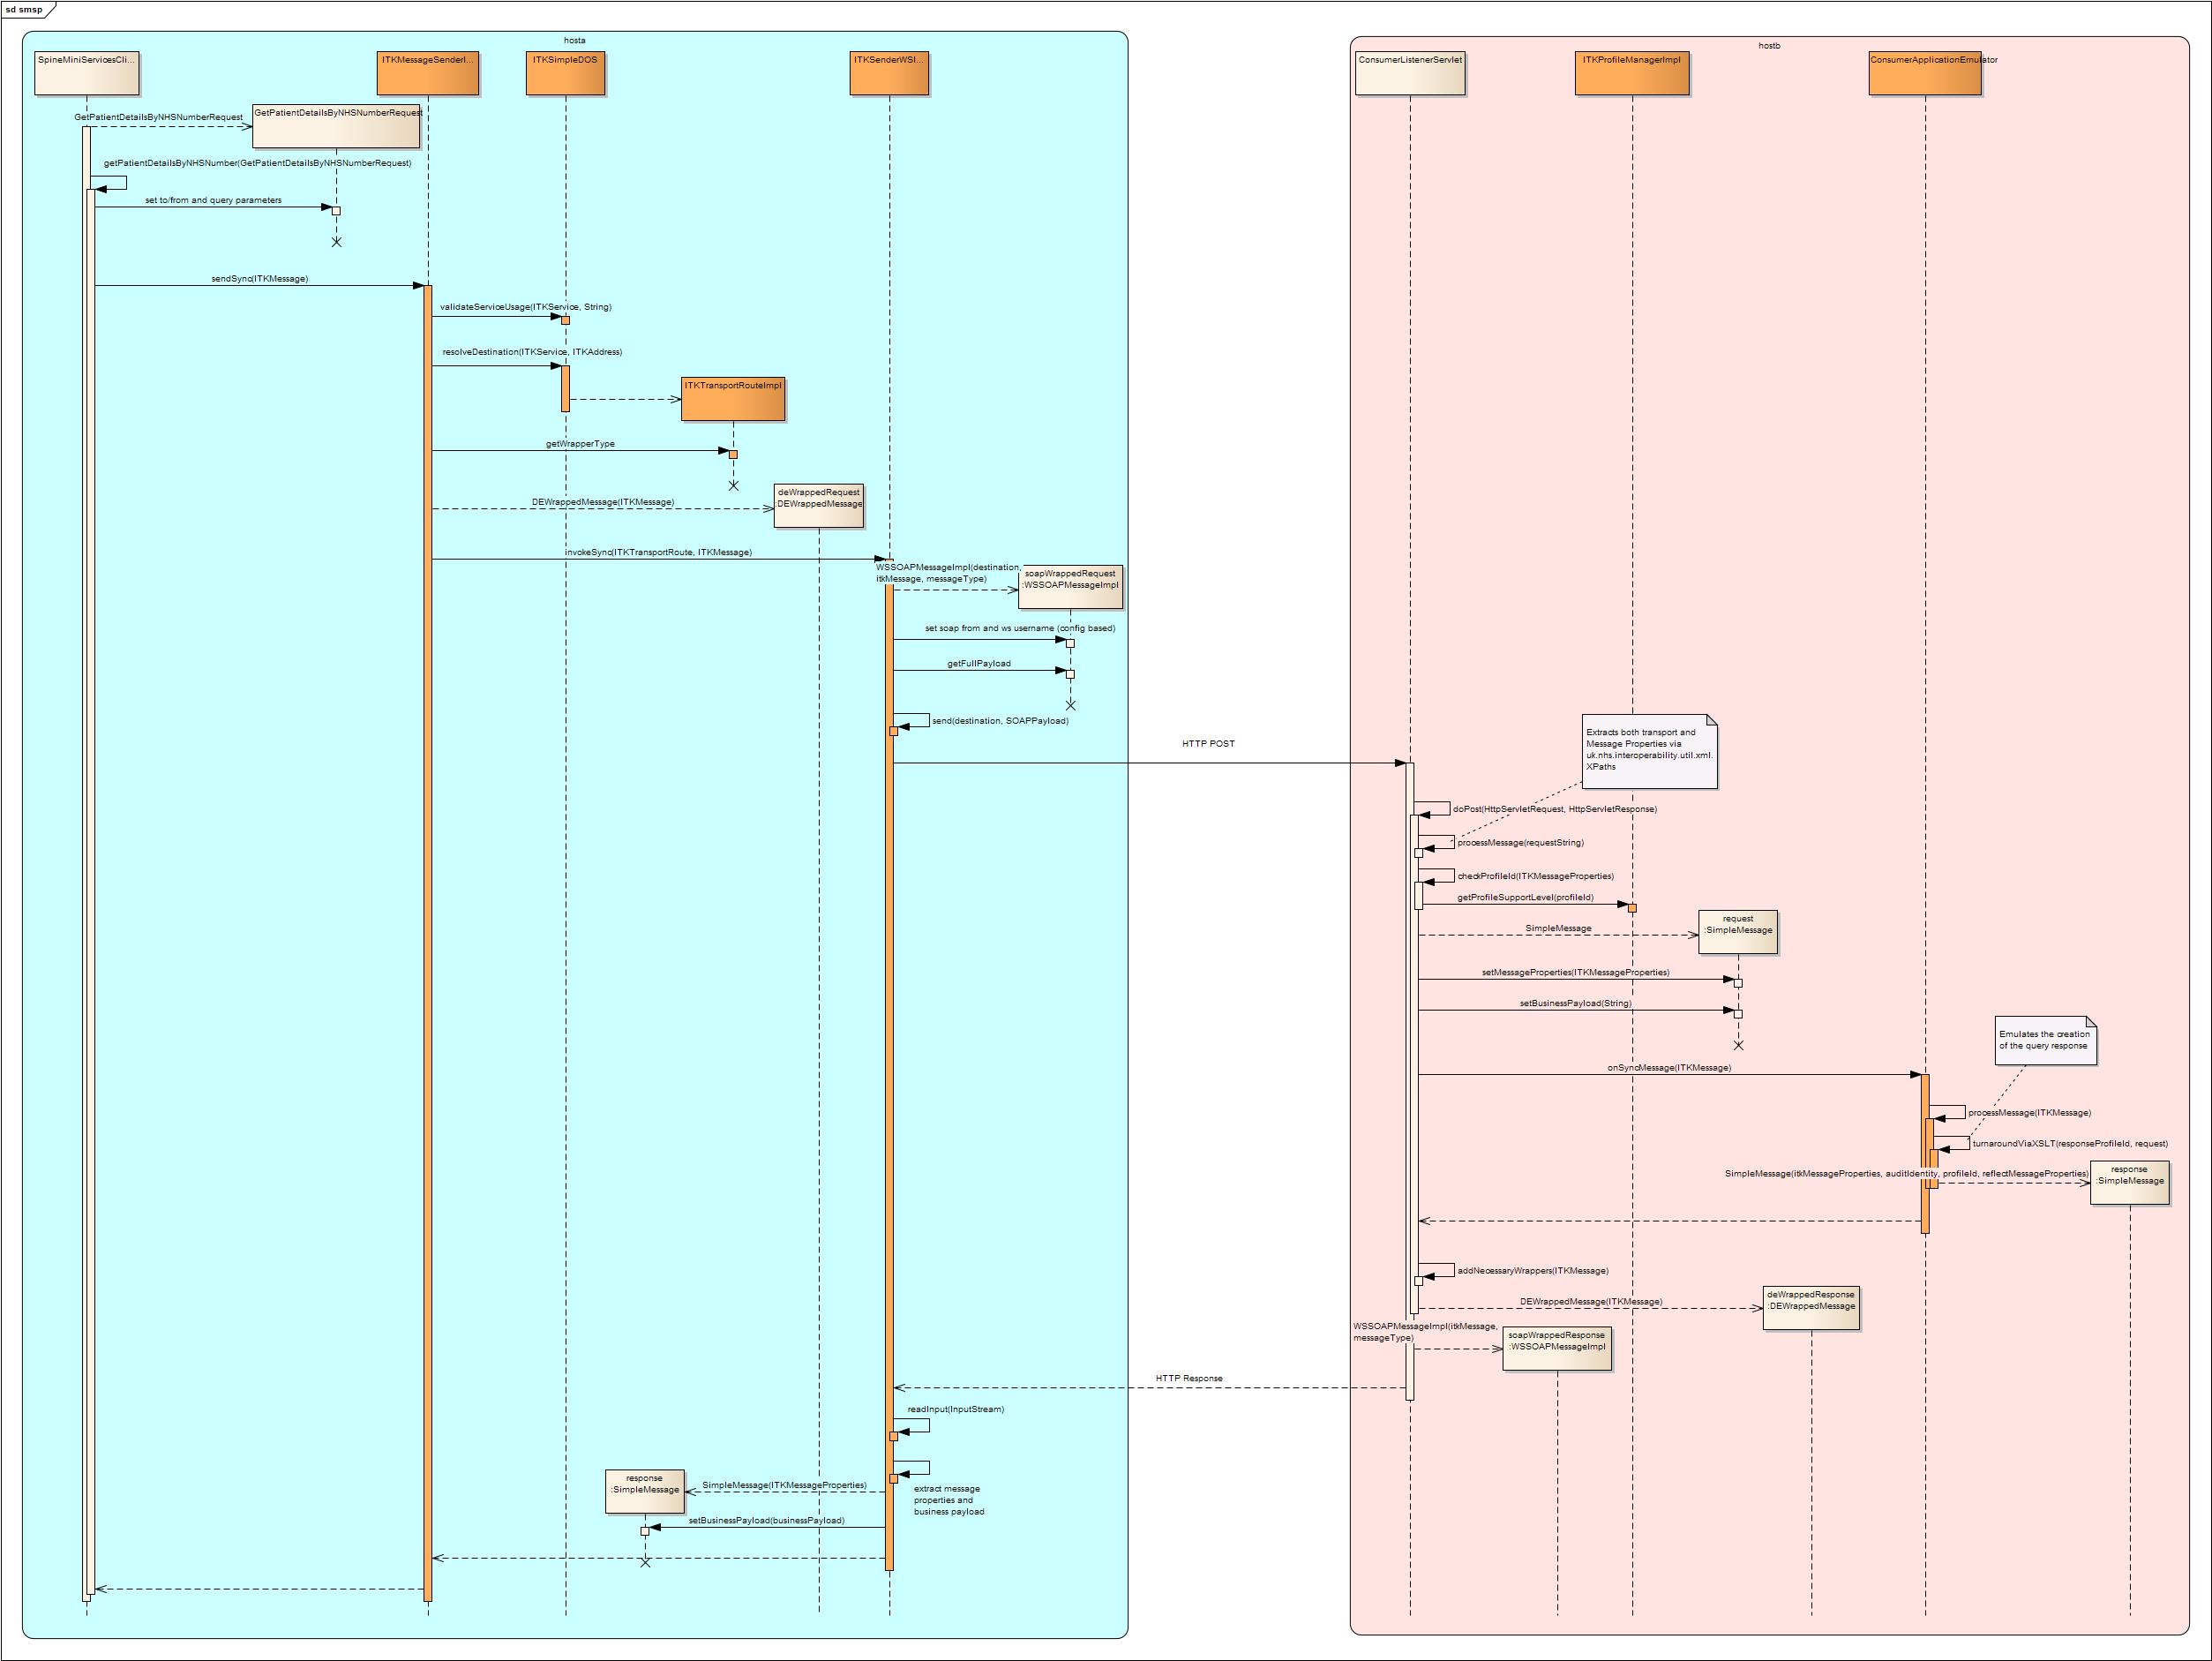 sd smsp
hosta
hostb
SpineMiniServicesCli...
ITKMessageSenderI...
ITKSimpleDOS
ITKSenderWSI...
ConsumerListenerServlet
ITKProfileManagerImpl
ConsumerApplicationEmulator
GetPatientDetailsByNHSNumberRequest
GetPatientDetailsByNHSNumberRequest
getPatientDetailsByNHSNumber(GetPatientDetailsByNHSNumberRequest)
set to/from and query parameters
sendSync(ITKMessage)
validateServiceUsage(ITKService, String)
resolveDestination(ITKService, ITKAddress)
ITKTransportRouteImpl
getWrapperType
deWrappedRequest
:DEWrappedMessage
DEWrappedMessage(ITKMessage)
invokeSync(ITKTransportRoute, ITKMessage)
WSSOAPMessageImpl(destination,
itkMessage, messageType)
soapWrappedRequest
:WSSOAPMessageImpl
set soap from and ws username (config based)
getFullPayload
send(destination, SOAPPayload)
HTTP POST
Extracts both transport and
Message Properties via
uk.nhs.interoperability.util.xml.
XPaths
doPost(HttpServletRequest, HttpServletResponse)
processMessage(requestString)
checkProfileId(ITKMessageProperties)
getProfileSupportLevel(profileId)
request
:SimpleMessage
SimpleMessage
setMessageProperties(ITKMessageProperties)
setBusinessPayload(String)
Emulates the creation
of the query response
onSyncMessage(ITKMessage)
processMessage(ITKMessage)
turnaroundViaXSLT(responseProfileId, request)
SimpleMessage(itkMessageProperties, auditIdentity, profileId, reflectMessageProperties)
response
:SimpleMessage
addNecessaryWrappers(ITKMessage)
DEWrappedMessage(ITKMessage)
deWrappedResponse
:DEWrappedMessage
WSSOAPMessageImpl(itkMessage,
messageType)
soapWrappedResponse
:WSSOAPMessageImpl
HTTP Response
readInput(InputStream)
response
:SimpleMessage
SimpleMessage(ITKMessageProperties)
extract message
properties and
business payload
setBusinessPayload(businessPayload)